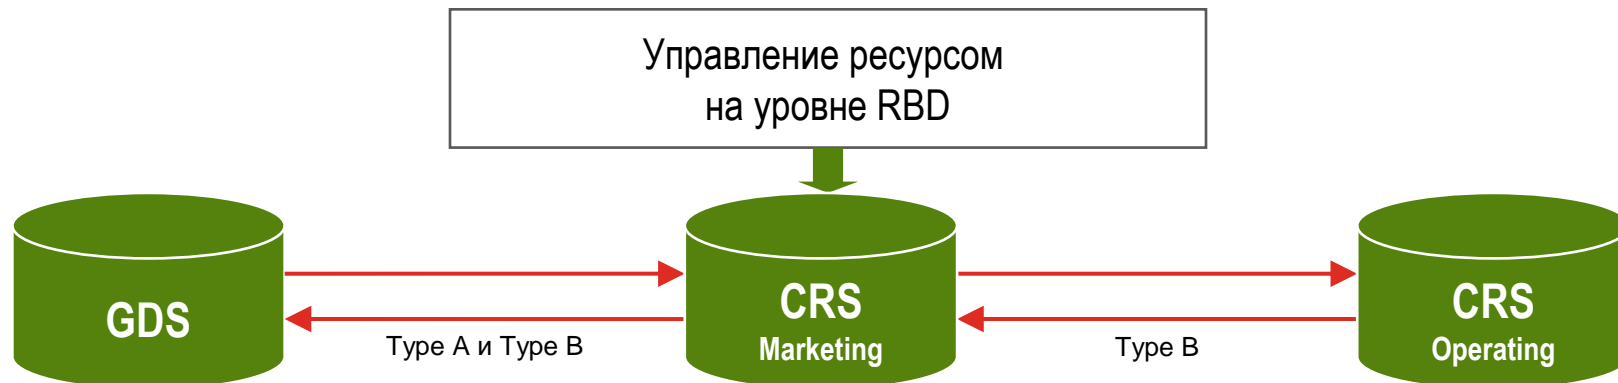 Управление ресурсом
на уровне RBD
GDS
Type A и Type B
CRS
Marketing
Type B
CRS
Operating